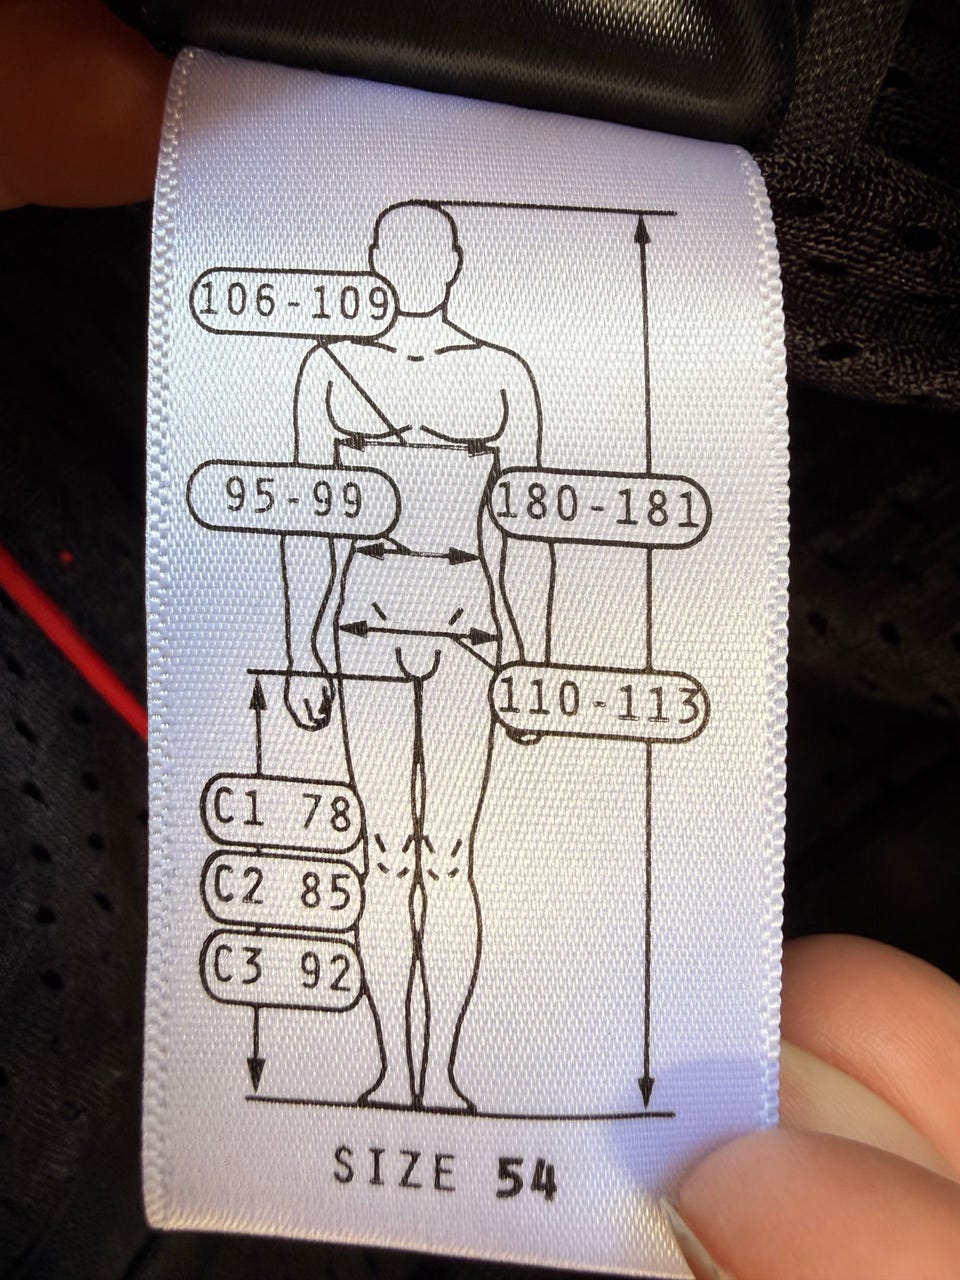 106-109
95-99
180-181
110-113
C1 78
C2 85
C3 92
SIZE 54